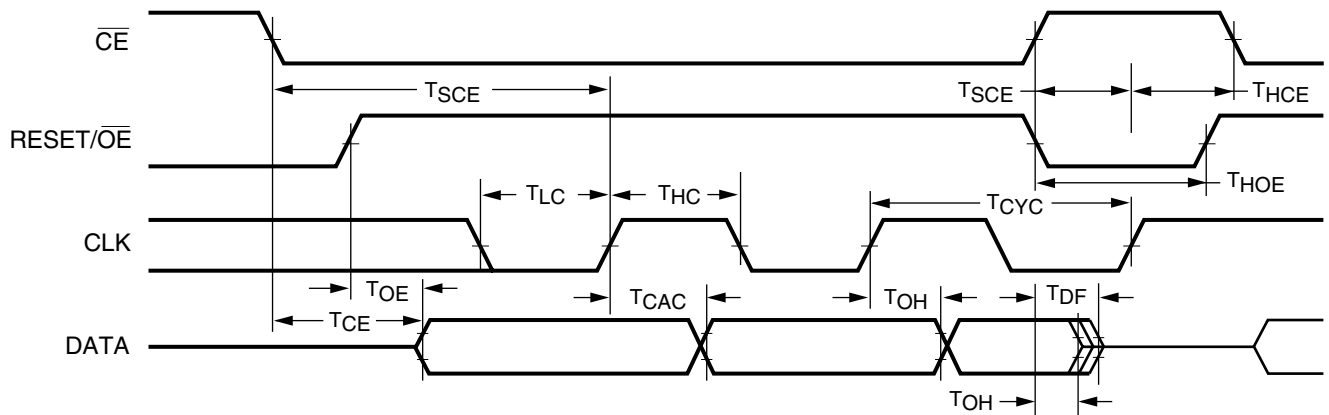 CE
TSCE
TSCE
THCE
RESET/OE
THOE
TLC
THC
TCYC
CLK
TOE
TCAC
TOH
TDF
TCE
DATA
TOH